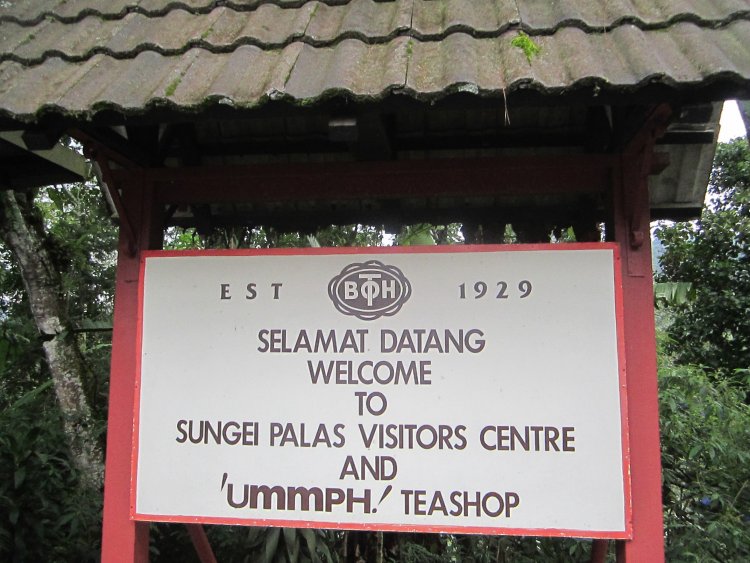 EST BOH 1929
SELAMAT DATANG
WELCOME
TO
SUNGEI PALAS VISITORS CENTRE
AND
'UMMPH!' TEASHOP